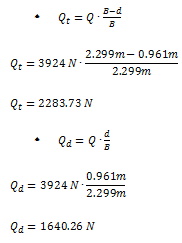 • Q_t = Q · (B−d)/B
Q_t = 3924 N · (2.299m − 0.961m)/2.299m
Q_t = 2283.73 N
• Q_d = Q · d/B
Q_d = 3924 N · 0.961m/2.299m
Q_d = 1640.26 N